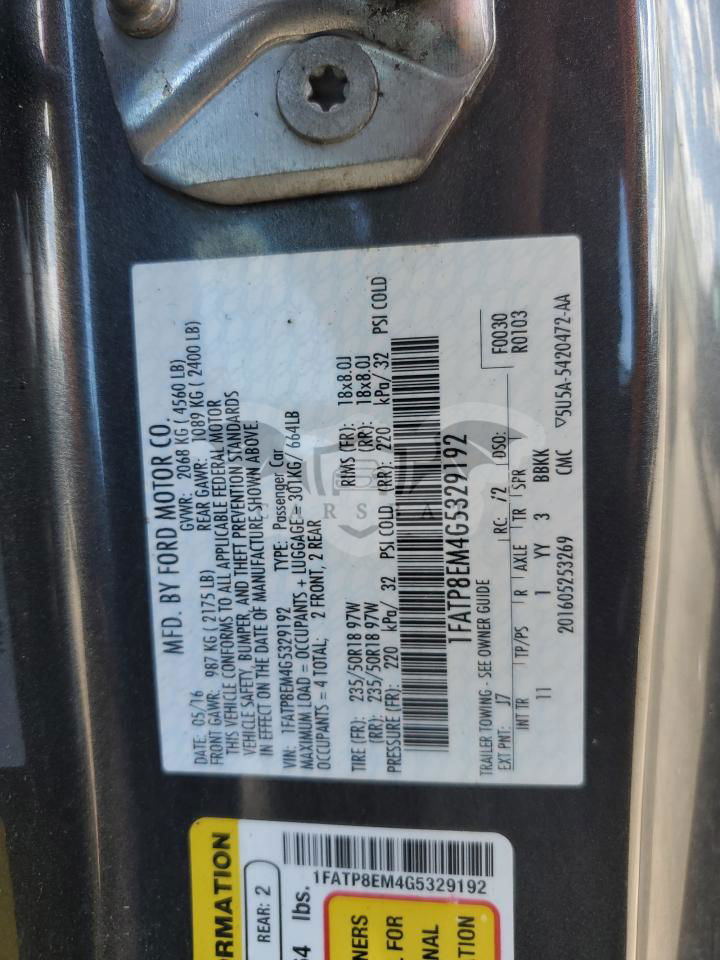 MFD. BY FORD MOTOR CO.
DATE: 05/16 GVWR: 2068 KG ( 4560 LB)
FRONT GAWR: 987 KG ( 2175 LB) REAR GAWR: 1089 KG ( 2400 LB)
THIS VEHICLE CONFORMS TO ALL APPLICABLE FEDERAL MOTOR
VEHICLE SAFETY, BUMPER, AND THEFT PREVENTION STANDARDS
IN EFFECT ON THE DATE OF MANUFACTURE SHOWN ABOVE.
VIN: 1FATP8EM4G5329192 TYPE: Passenger Car
MAXIMUM LOAD = OCCUPANTS + LUGGAGE = 301KG/ 664LB
OCCUPANTS = 4 TOTAL; 2 FRONT, 2 REAR
TIRE (FR): 235/50R18 97W RIMS (FR): 18x8.0J
(RR): 235/50R18 97W (RR): 18x8.0J
PRESSURE (FR): 220 kPa/ 32 PSI COLD (RR): 220 kPa/ 32 PSI COLD
1FATP8EM4G5329192
F0030
R0103
TRAILER TOWING - SEE OWNER GUIDE
EXT PNT: J7 RC: 72 DSO:
INT TR TP/PS R AXLE TR SPR
11 1 YY 3 BBKK
201605253269 CMC 5U5A-5420472-AA
1FATP8EM4G5329192
ORMATION
REAR: 2
lbs.
NERS
FOR
NAL
TION